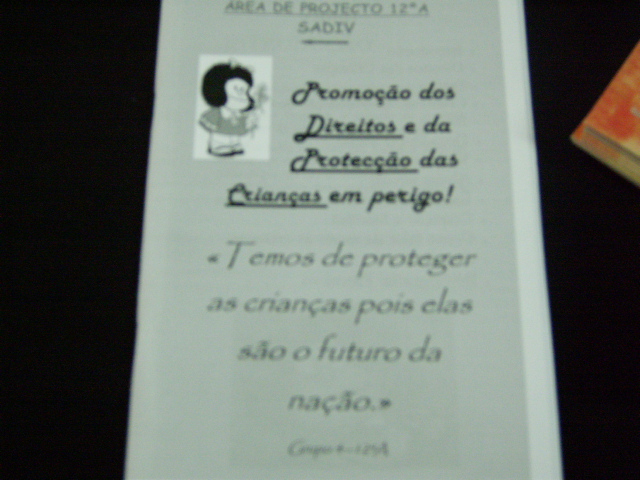 ÁREA DE PROJECTO 12ºA
SADIV
Promoção dos
Direitos e da
Protecção das
Crianças em perigo!
« Temos de proteger
as crianças pois elas
são o futuro da
nação.»